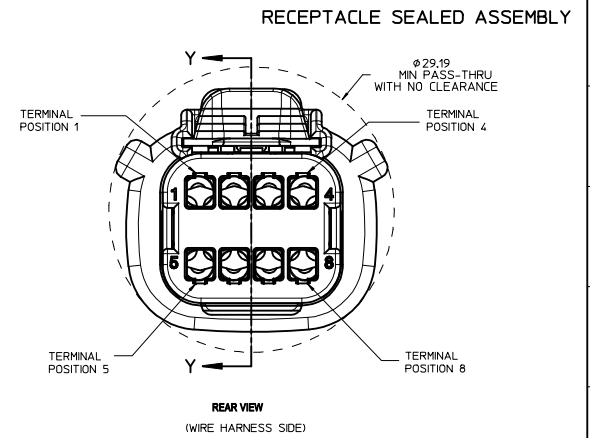 RECEPTACLE SEALED ASSEMBLY
Y
⌀29.19
MIN PASS-THRU
WITH NO CLEARANCE
TERMINAL
POSITION 1
TERMINAL
POSITION 4
1
4
5
8
TERMINAL
POSITION 5
Y
TERMINAL
POSITION 8
REAR VIEW
(WIRE HARNESS SIDE)